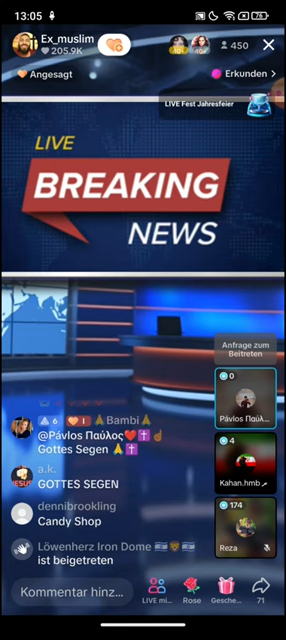 13:05
76
Ex_muslim
205.9K
450
Angesagt
Erkunden >
LIVE Fest Jahresfeier
LIVE
BREAKING
NEWS
Anfrage zum
Beitreten
0
Pávlos Παύλ...
4
Kahan.hmb
174
Reza
6 1 Bambi
@Pávlos Παύλος❤️✝️☝️
Gottes Segen 🙏✝️
a.k.
GOTTES SEGEN
dennibrookling
Candy Shop
Löwenherz Iron Dome 🇮🇱🦁🇮🇱
ist beigetreten
Kommentar hinz...
LIVE mi...
Rose
Gesche...
71